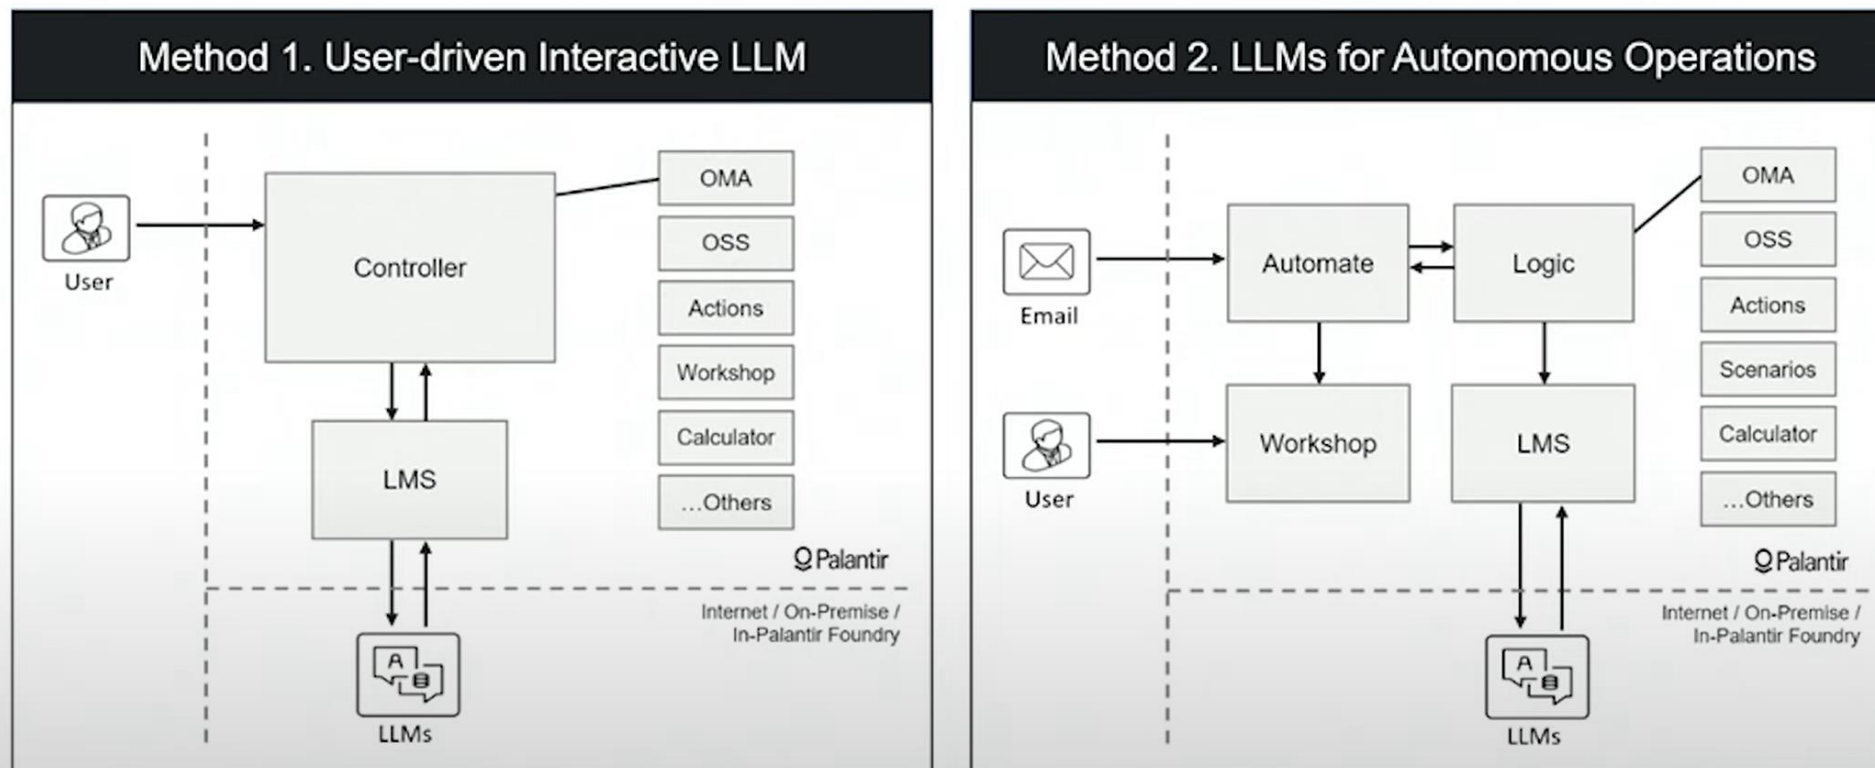 Method 1. User-driven Interactive LLM
User
Controller
LMS
LLMs
OMA
OSS
Actions
Workshop
Calculator
...Others
Palantir
Internet / On-Premise /
In-Palantir Foundry
Method 2. LLMs for Autonomous Operations
Email
User
Automate
Logic
Workshop
LMS
LLMs
OMA
OSS
Actions
Scenarios
Calculator
...Others
Palantir
Internet / On-Premise /
In-Palantir Foundry
A
A